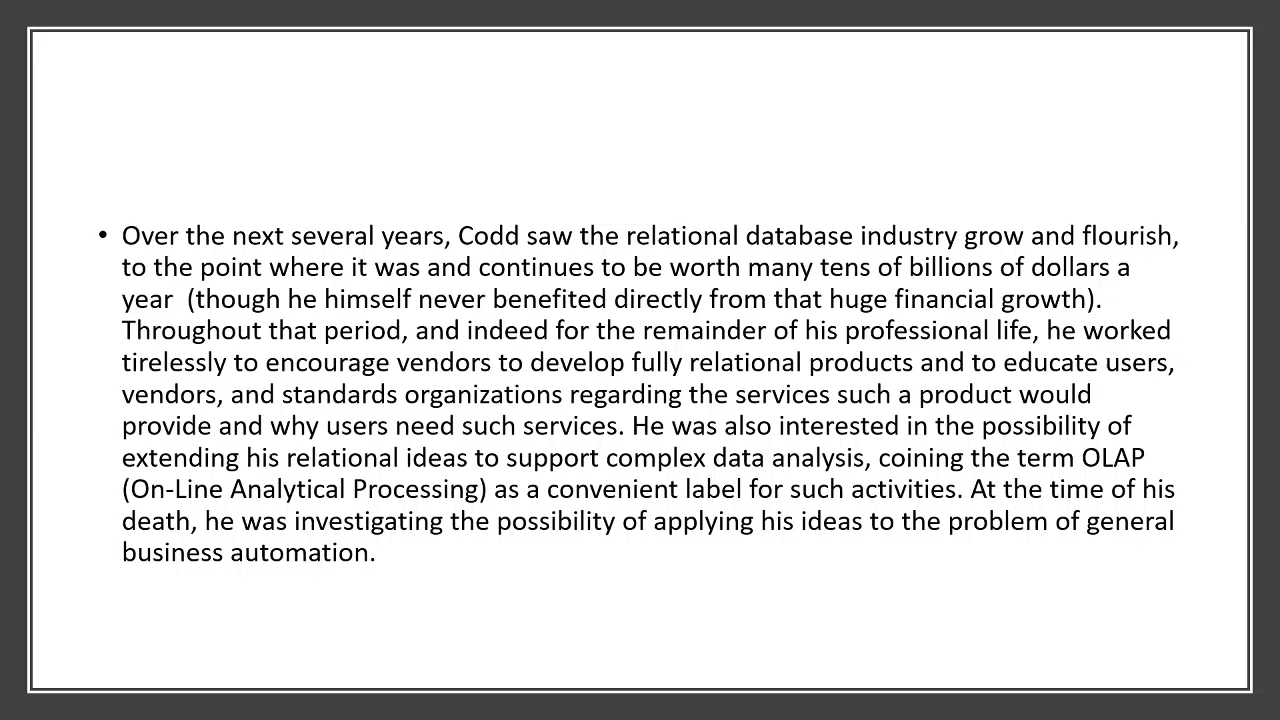 • Over the next several years, Codd saw the relational database industry grow and flourish,
to the point where it was and continues to be worth many tens of billions of dollars a
year  (though he himself never benefited directly from that huge financial growth).
Throughout that period, and indeed for the remainder of his professional life, he worked
tirelessly to encourage vendors to develop fully relational products and to educate users,
vendors, and standards organizations regarding the services such a product would
provide and why users need such services. He was also interested in the possibility of
extending his relational ideas to support complex data analysis, coining the term OLAP
(On-Line Analytical Processing) as a convenient label for such activities. At the time of his
death, he was investigating the possibility of applying his ideas to the problem of general
business automation.